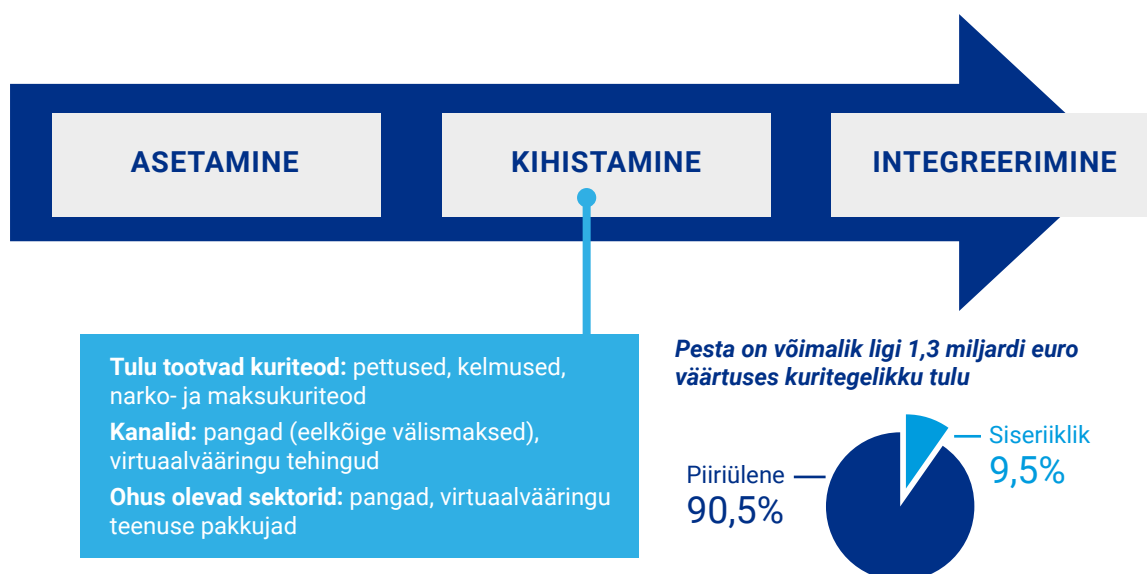 ASETAMINE
KIHISTAMINE
INTEGREERIMINE
Tulu tootvad kuriteod: pettused, kelmused,
narko- ja maksukuriteod
Kanalid: pangad (eelkõige välismaksed),
virtuaalvääringu tehingud
Ohus olevad sektorid: pangad, virtuaalvääringu
teenuse pakkujad
Pesta on võimalik ligi 1,3 miljardi euro
väärtuses kuritegelikku tulu
Siseriiklik
9,5%
Piiriülene
90,5%